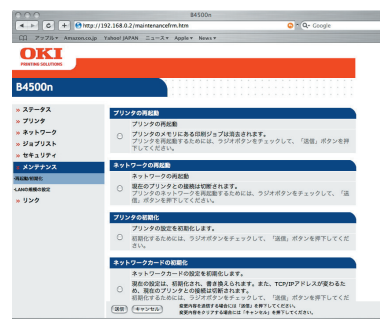 B4500n
http://192.168.0.2/maintenancefrm.htm
Google
アップル▼ Amazon.co.jp Yahoo! JAPAN ニュース▼ Apple▼ News▼
OKI
PRINTING SOLUTIONS
B4500n
» ステータス
» プリンタ
» ネットワーク
» ジョブリスト
» セキュリティ
» メンテナンス
-再起動/初期化
-LANの規模の設定
» リンク
プリンタの再起動
プリンタの再起動
プリンタのメモリにある印刷ジョブは消去されます。
プリンタを再起動するためには、ラジオボタンをチェックして、「送信」ボタンを押
下してください。
ネットワークの再起動
ネットワークの再起動
現在のプリンタとの接続は切断されます。
プリンタのネットワークを再起動するためには、ラジオボタンをチェックして、「送
信」ボタンを押下してください。
プリンタの初期化
プリンタの設定を初期化します。
初期化するためには、ラジオボタンをチェックして、「送信」ボタンを押下してくだ
さい。
ネットワークカードの初期化
ネットワークカードの設定を初期化します。
現在の設定は、初期化され、書き換えられます。また、TCP/IPアドレスが変わるた
め、現在のプリンタとの接続は切断されます。
初期化するためには、ラジオボタンをチェックして、「送信」ボタンを押下してくだ
送信 キャンセル
変更内容を送信する場合には「送信」を押下してください。
変更内容をクリアする場合には「キャンセル」を押下してください。